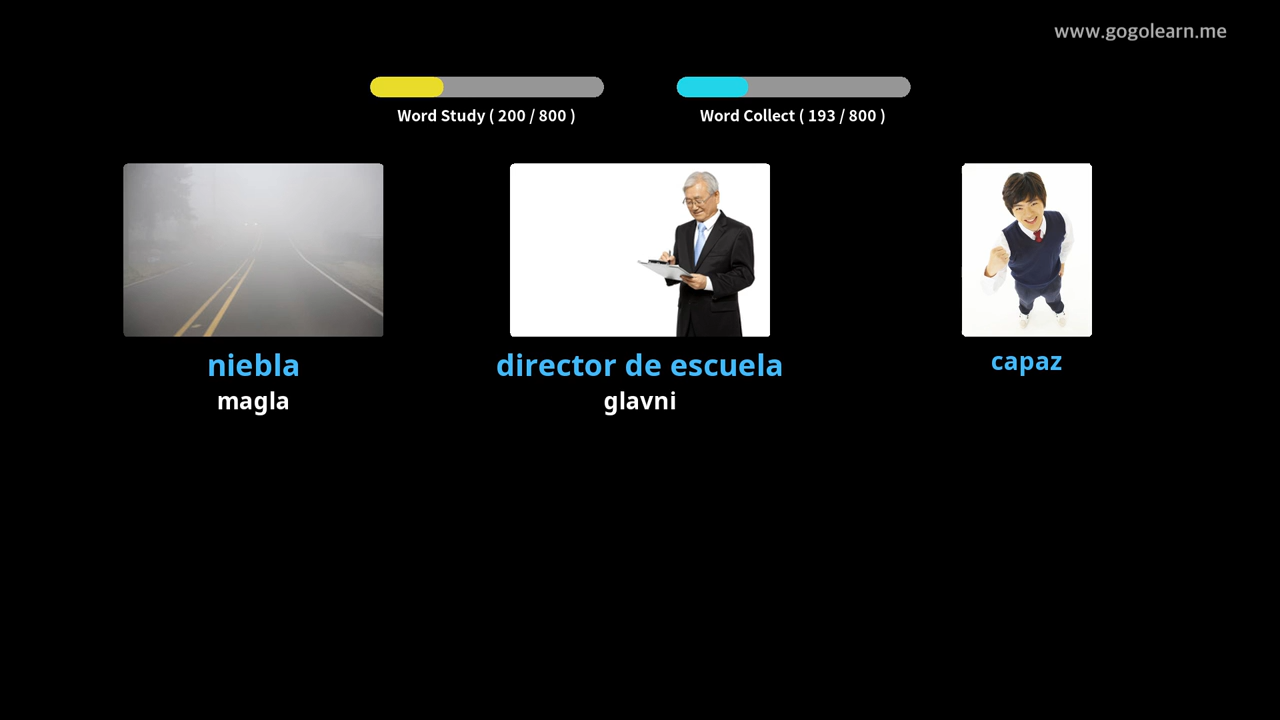 www.gogolearn.me
Word Study ( 200 / 800 )
Word Collect ( 193 / 800 )
niebla
magla
director de escuela
glavni
capaz